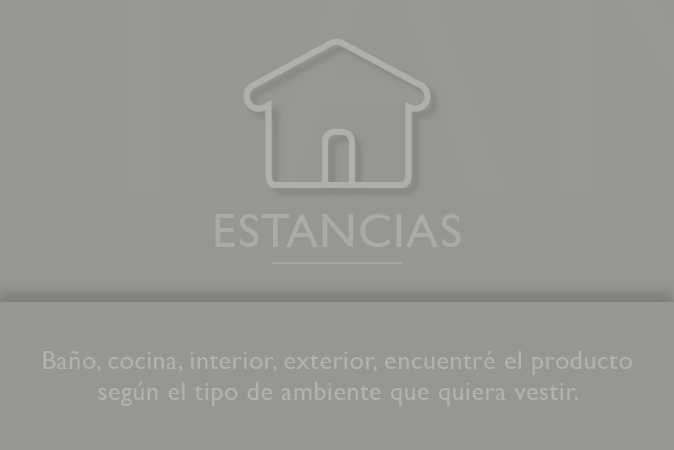 ESTANCIAS
Baño, cocina, interior, exterior, encuentré el producto
según el tipo de ambiente que quiera vestir.